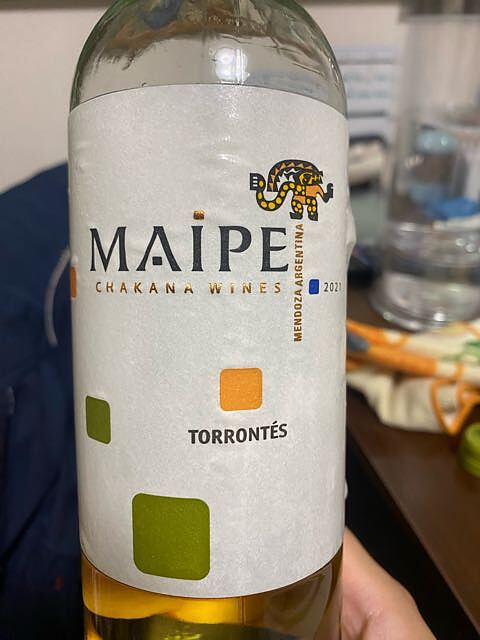 MAIPE
CHAKANA WINES
2021
MENDOZA ARGENTINA
TORRONTÉS